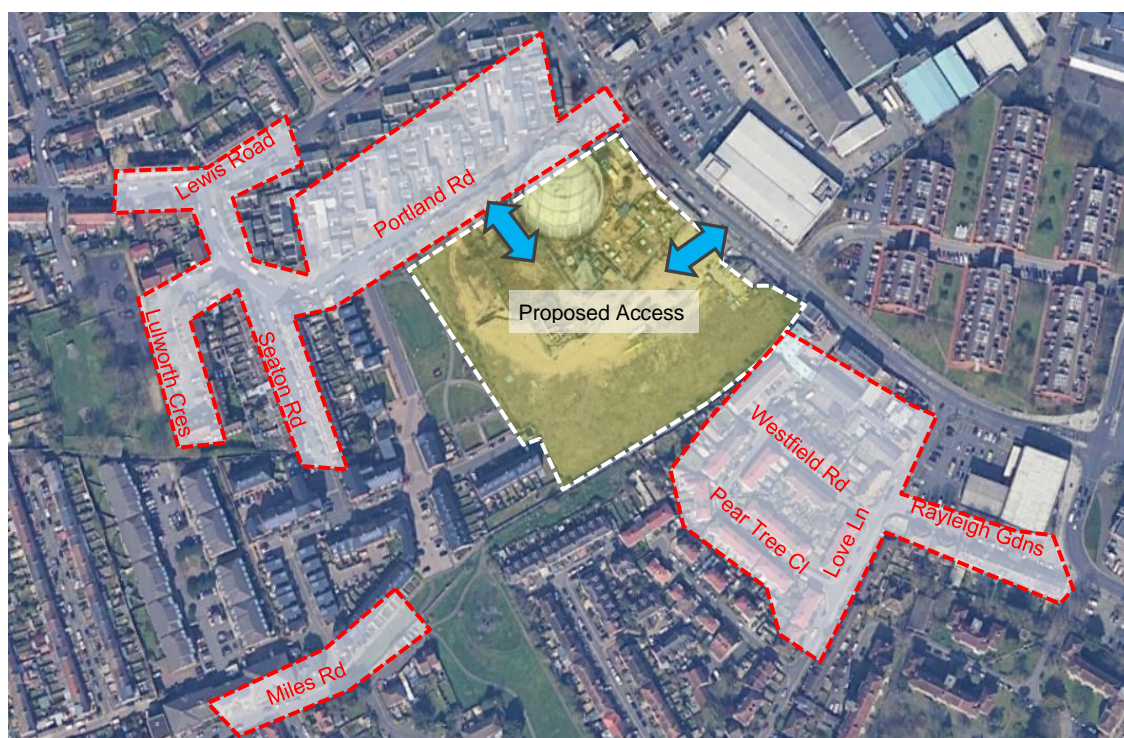 Lewis Road
Portland Rd
Proposed Access
Lulworth Cres
Seaton Rd
Westfield Rd
Pear Tree Cl
Love Ln
Rayleigh Gdns
Miles Rd